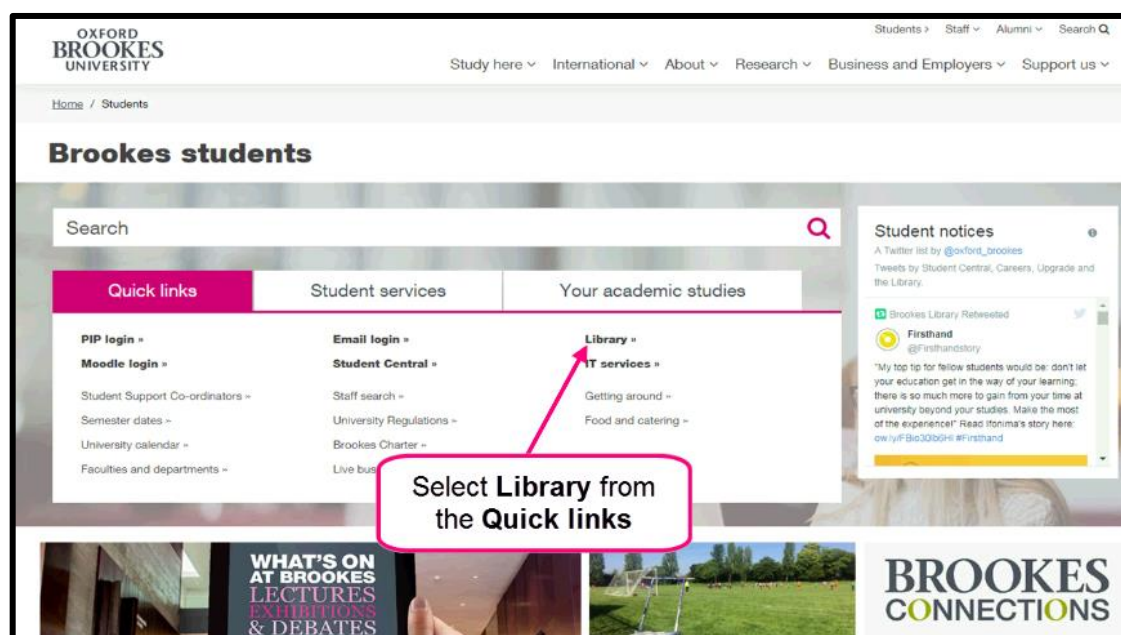 OXFORD
BROOKES
UNIVERSITY
Students › Staff Alumni Search
Study here International About Research Business and Employers Support us
Home / Students
Brookes students
Search
Quick links Student services Your academic studies
PIP login » Email login » Library »
Moodle login » Student Central » IT services »
Student Support Co-ordinators » Staff search » Getting around »
Semester dates » University Regulations » Food and catering »
University calendar » Brookes Charter »
Faculties and departments » Live bus
Select Library from
the Quick links
Student notices
A Twitter list by @oxford_brookes
Tweets by Student Central, Careers, Upgrade and
the Library.
Brookes Library Retweeted
Firsthand
@Firsthandstory
"My top tip for fellow students would be: don't let
your education get in the way of your learning;
there is so much more to gain from your time at
university beyond your studies. Make the most
of the experience!" Read Ifonima's story here:
#Firsthand
WHAT'S ON
AT BROOKES
LECTURES
EXHIBITIONS
& DEBATES
BROOKES
CONNECTIONS